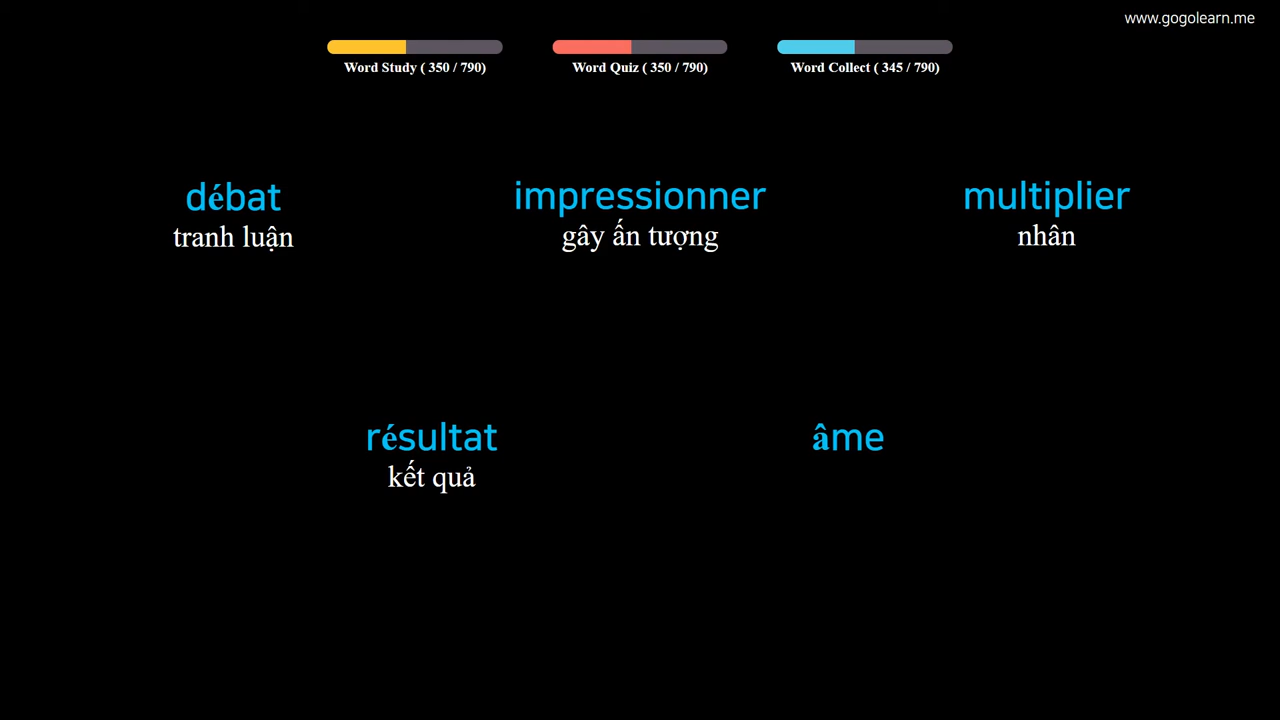 www.gogolearn.me
Word Study ( 350 / 790)
Word Quiz ( 350 / 790)
Word Collect ( 345 / 790)
débat
tranh luận
impressionner
gây ấn tượng
multiplier
nhân
résultat
kết quả
âme